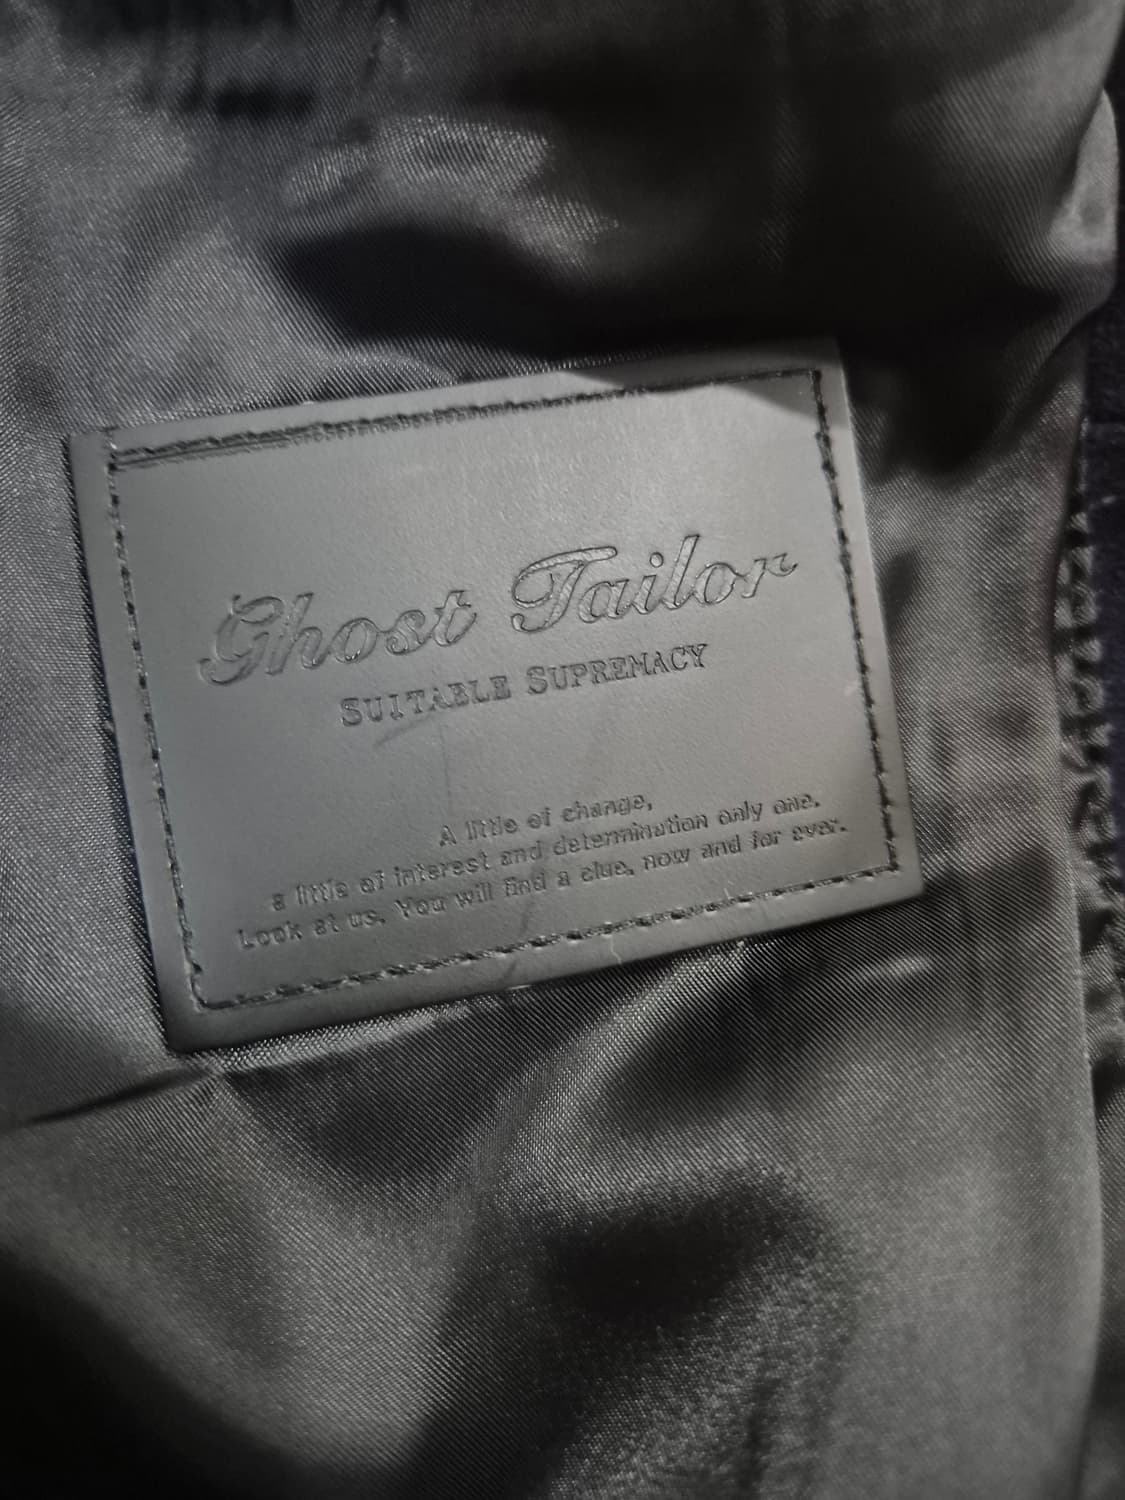 Ghost Tailor
SUITABLE SUPREMACY
A little of change,
a little of interest and determination only one.
Look at us. You will find a clue, now and for ever.